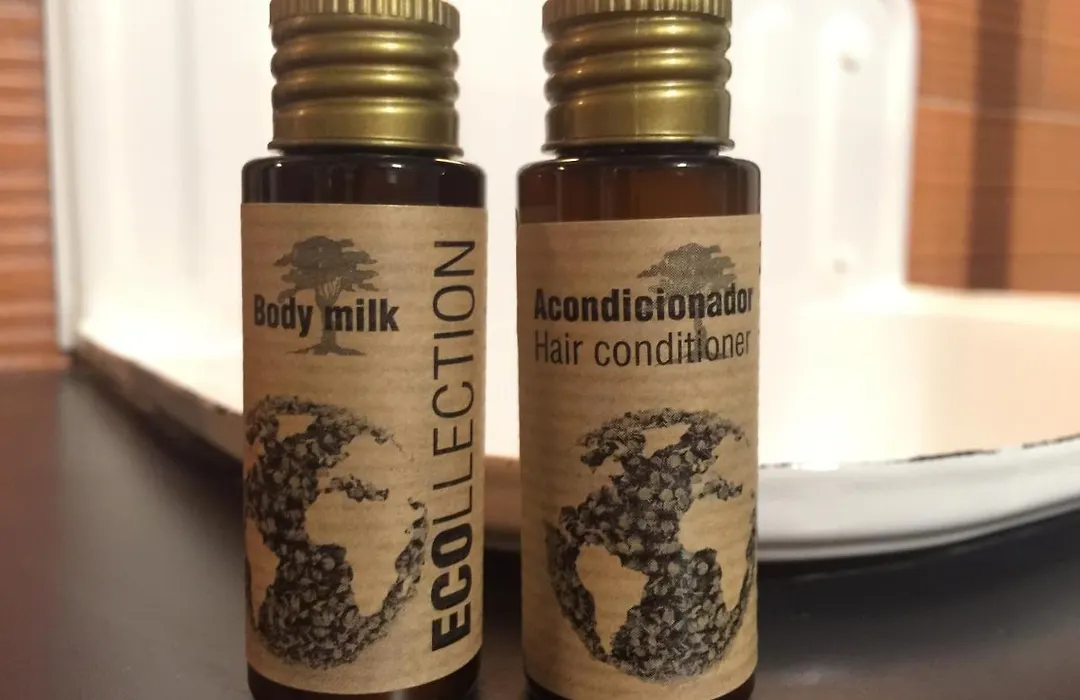 Body milk
ECOLLECTION
Acondicionador
Hair conditioner